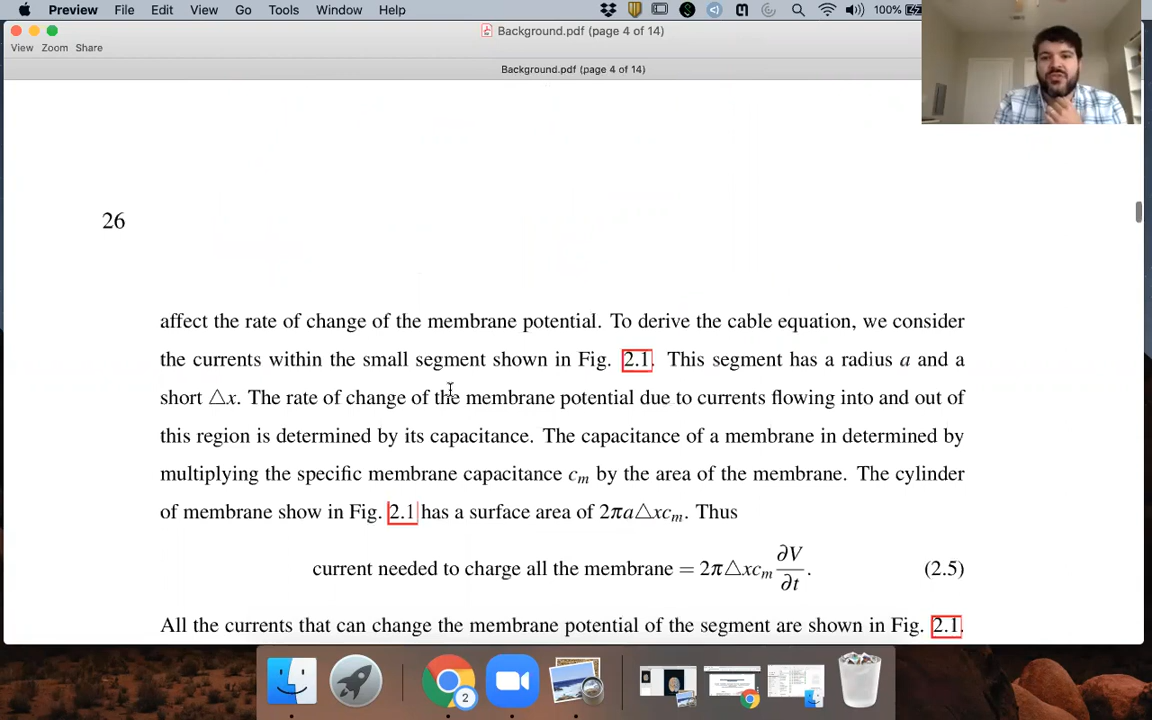 Preview File Edit View Go Tools Window Help 100%
Background.pdf (page 4 of 14)
View Zoom Share
Background.pdf (page 4 of 14)
26
affect the rate of change of the membrane potential. To derive the cable equation, we consider
the currents within the small segment shown in Fig. 2.1. This segment has a radius a and a
short △x. The rate of change of the membrane potential due to currents flowing into and out of
this region is determined by its capacitance. The capacitance of a membrane in determined by
multiplying the specific membrane capacitance cₘ by the area of the membrane. The cylinder
of membrane show in Fig. 2.1 has a surface area of 2πa△xcₘ. Thus
current needed to charge all the membrane = 2π△xcₘ ∂V/∂t. (2.5)
All the currents that can change the membrane potential of the segment are shown in Fig. 2.1.
2